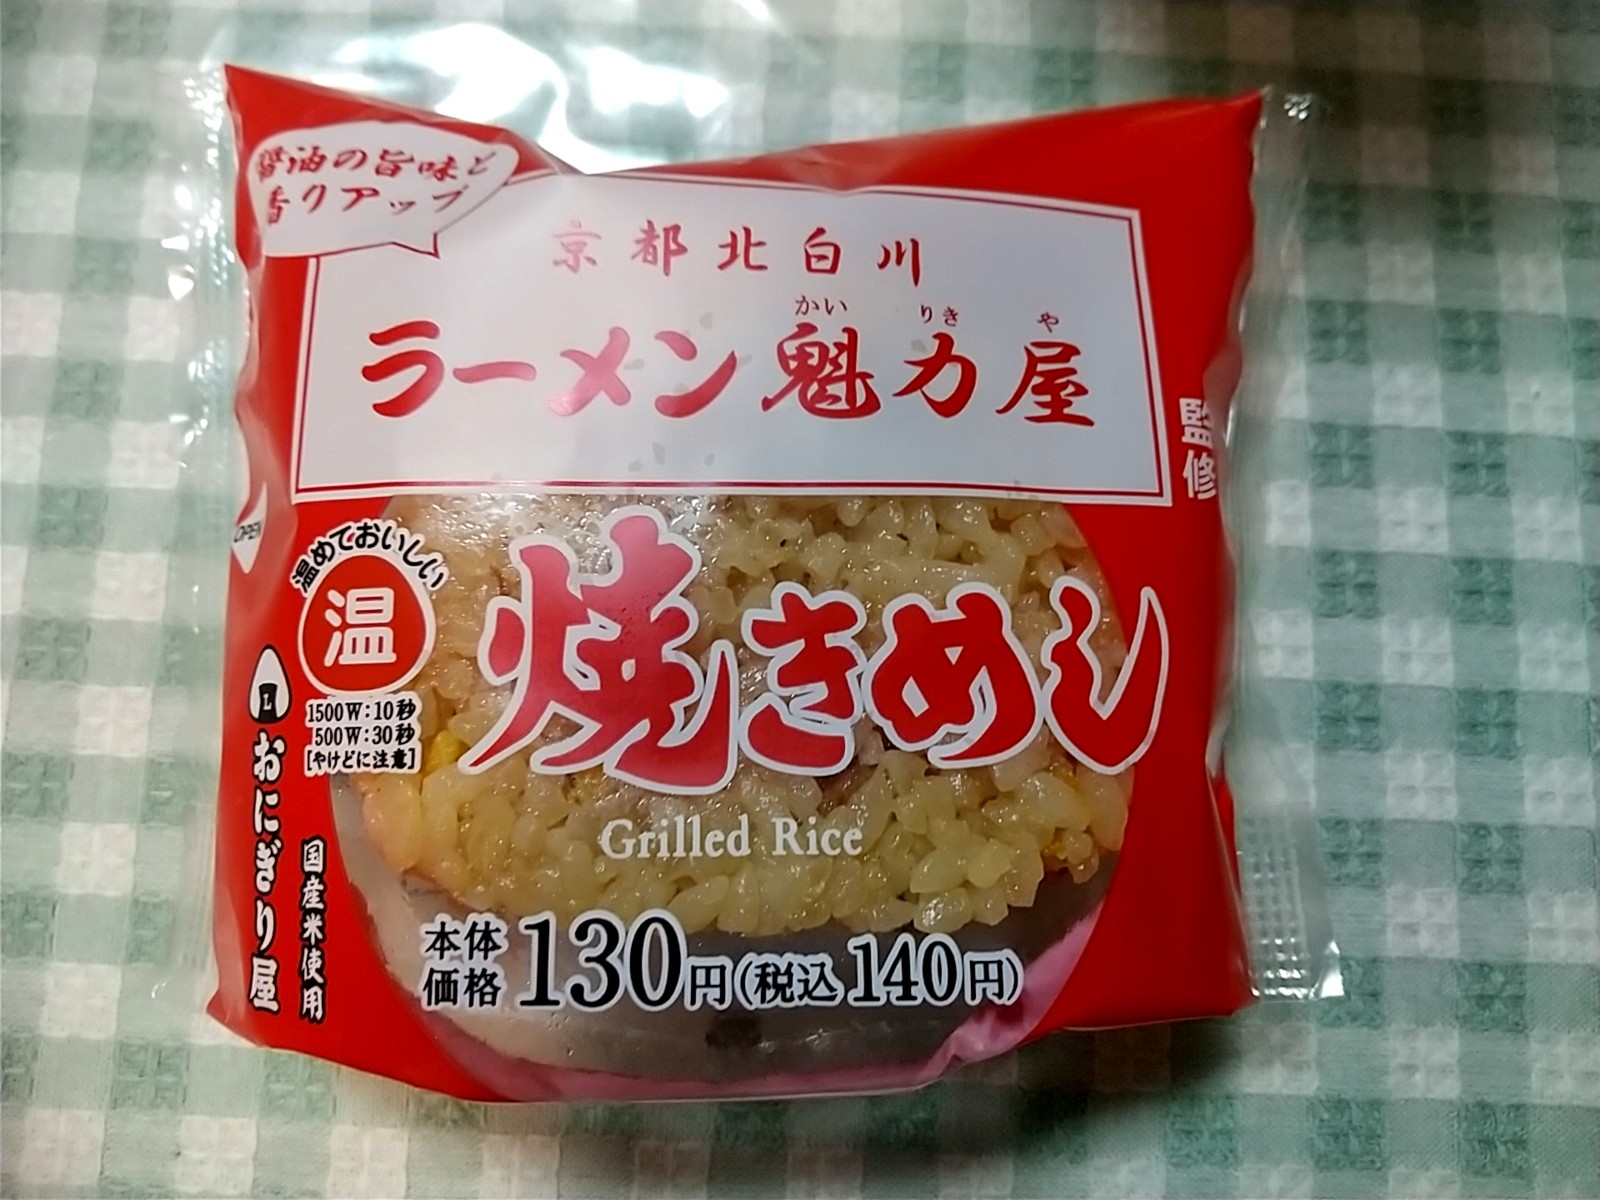 醤油の旨味と
香りアップ
京都北白川
かい りき や
ラーメン魁力屋
監修
OPEN
温めておいしい
温
1500W:10秒
500W:30秒
[やけどに注意]
焼きめし
Grilled Rice
L
おにぎり屋
国産米使用
本体
価格 130円(税込140円)